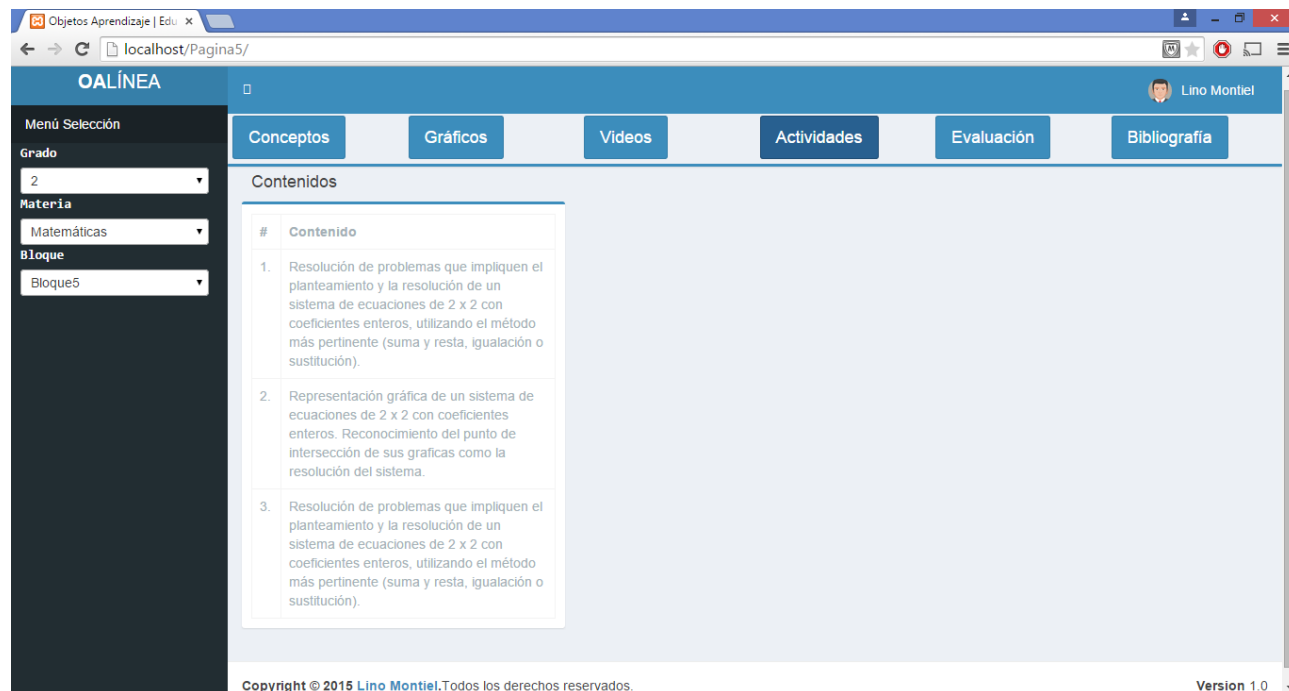 Objetos Aprendizaje | Edu
localhost/Pagina5/
OALÍNEA
Lino Montiel
Menú Selección
Grado
2
Materia
Matemáticas
Bloque
Bloque5
Conceptos
Gráficos
Videos
Actividades
Evaluación
Bibliografía
Contenidos
# Contenido
1. Resolución de problemas que impliquen el
planteamiento y la resolución de un
sistema de ecuaciones de 2 x 2 con
coeficientes enteros, utilizando el método
más pertinente (suma y resta, igualación o
sustitución).
2. Representación gráfica de un sistema de
ecuaciones de 2 x 2 con coeficientes
enteros. Reconocimiento del punto de
intersección de sus graficas como la
resolución del sistema.
3. Resolución de problemas que impliquen el
planteamiento y la resolución de un
sistema de ecuaciones de 2 x 2 con
coeficientes enteros, utilizando el método
más pertinente (suma y resta, igualación o
sustitución).
Copyright © 2015 Lino Montiel.Todos los derechos reservados.
Version 1.0